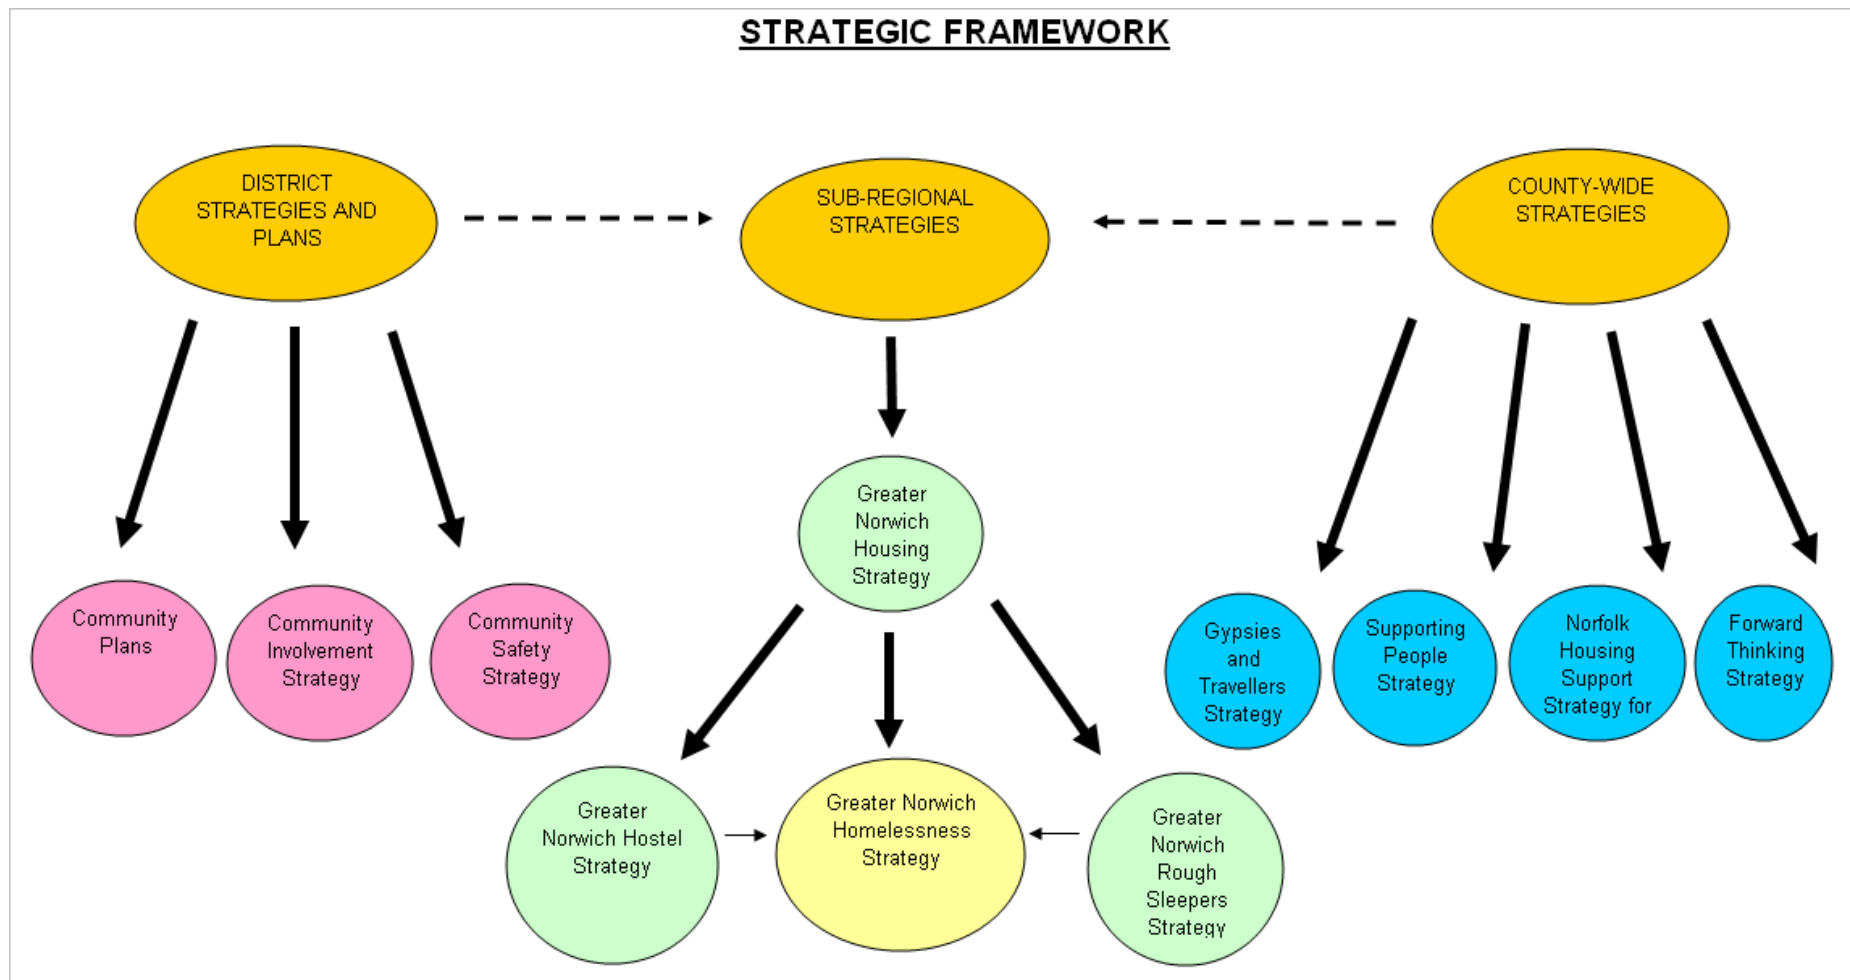 STRATEGIC FRAMEWORK
DISTRICT
STRATEGIES AND
PLANS
SUB-REGIONAL
STRATEGIES
COUNTY-WIDE
STRATEGIES
Greater
Norwich
Housing
Strategy
Community
Plans
Community
Involvement
Strategy
Community
Safety
Strategy
Gypsies
and
Travellers
Strategy
Supporting
People
Strategy
Norfolk
Housing
Support
Strategy for
Forward
Thinking
Strategy
Greater
Norwich Hostel
Strategy
Greater Norwich
Homelessness
Strategy
Greater
Norwich
Rough
Sleepers
Strategy